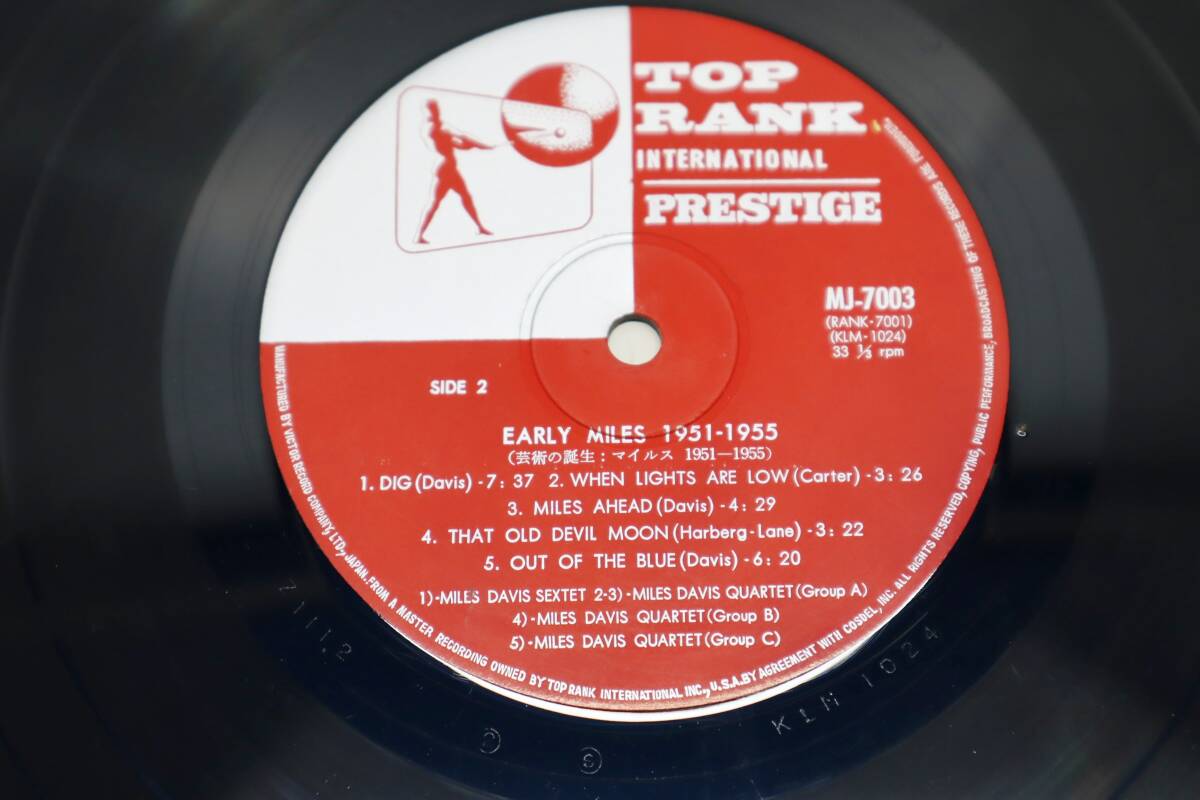 TOP
RANK
INTERNATIONAL
PRESTIGE
MJ-7003
(RANK-7001)
(KLM-1024)
33 ⅓ rpm
SIDE 2
EARLY MILES 1951-1955
(芸術の誕生：マイルス 1951—1955)
1. DIG (Davis) - 7: 37 2. WHEN LIGHTS ARE LOW (Carter) - 3: 26
3. MILES AHEAD (Davis) - 4: 29
4. THAT OLD DEVIL MOON (Harberg-Lane) - 3: 22
5. OUT OF THE BLUE (Davis) - 6: 20
1)-MILES DAVIS SEXTET 2-3)-MILES DAVIS QUARTET (Group A)
4)-MILES DAVIS QUARTET (Group B)
5)-MILES DAVIS QUARTET (Group C)
MANUFACTURED BY VICTOR RECORD COMPANY, LTD., JAPAN. FROM A MASTER RECORDING OWNED BY TOP RANK INTERNATIONAL INC., U.S.A. BY AGREEMENT WITH COSDEL, INC. ALL RIGHTS RESERVED, COPYING, PUBLIC PERFORMANCE, BROADCASTING OF THESE RECORDS ARE FORBIDDEN.
KLM 1024